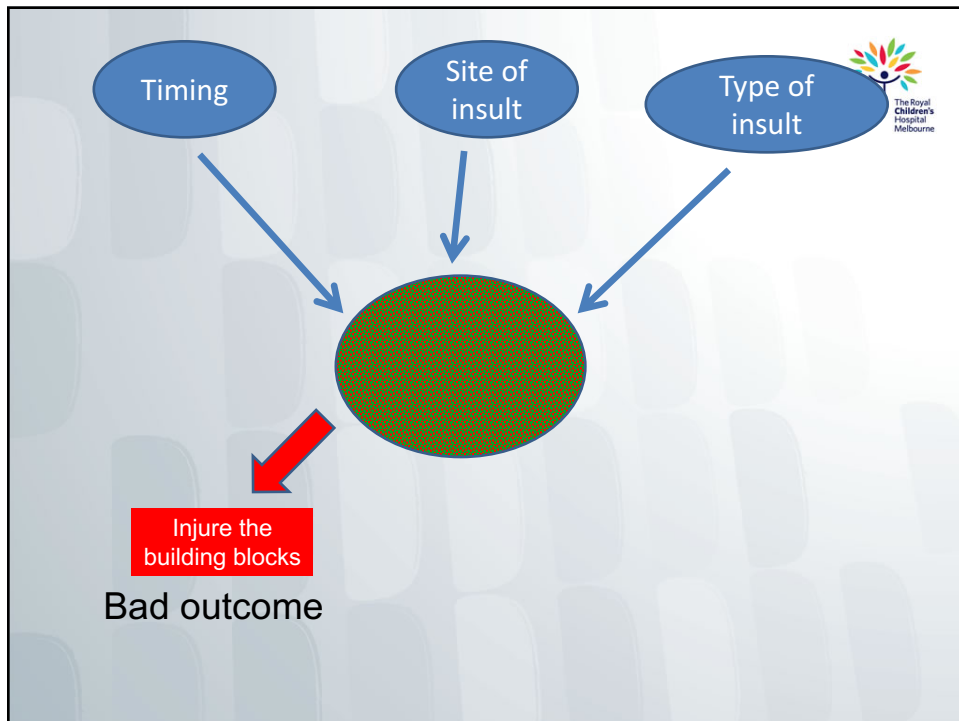 Timing
Site of
insult
Type of
insult
The Royal
Children's
Hospital
Melbourne
Injure the
building blocks
Bad outcome